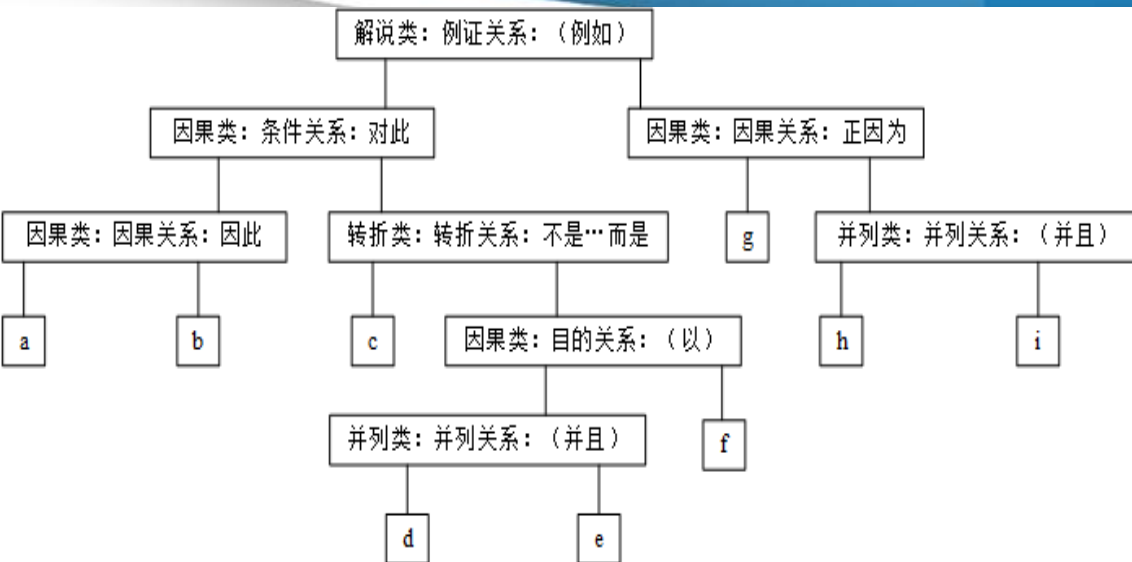 解说类：例证关系：（例如）
因果类：条件关系：对此
因果类：因果关系：正因为
因果类：因果关系：因此
转折类：转折关系：不是…而是
g
并列类：并列关系：（并且）
a
b
c
因果类：目的关系：（以）
h
i
并列类：并列关系：（并且）
f
d
e